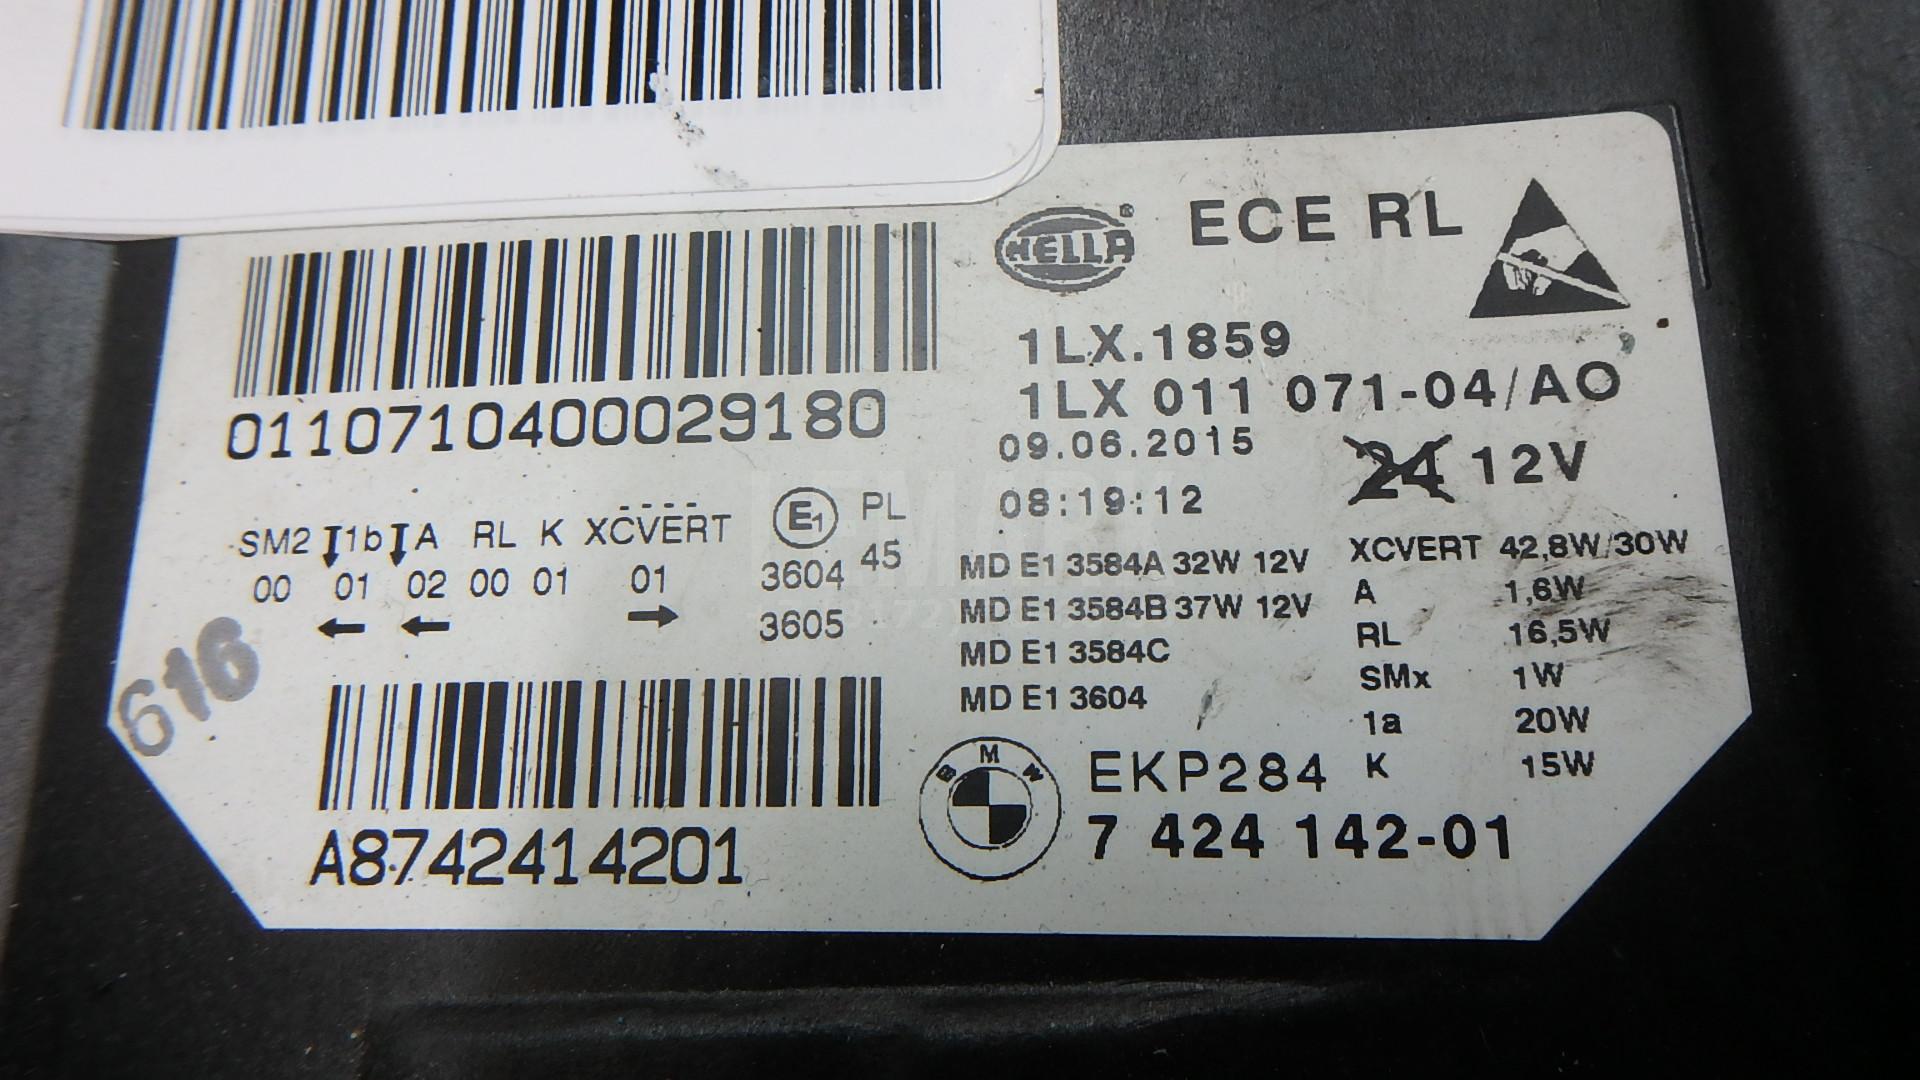 HELLA ® ECE RL
1LX.1859
0110710400029180
1LX 011 071-04/AO
09.06.2015
24 12V
08:19:12
SM2 1b A RL K XCVERT E1 PL
00 01 02 00 01 01 3604 45
3605
MD E1 3584A 32W 12V
MD E1 3584B 37W 12V
MD E1 3584C
MD E1 3604
XCVERT 42,8W/30W
A 1,6W
RL 16,5W
SMx 1W
1a 20W
K 15W
616
BMW
EKP284
7 424 142-01
A8742414201